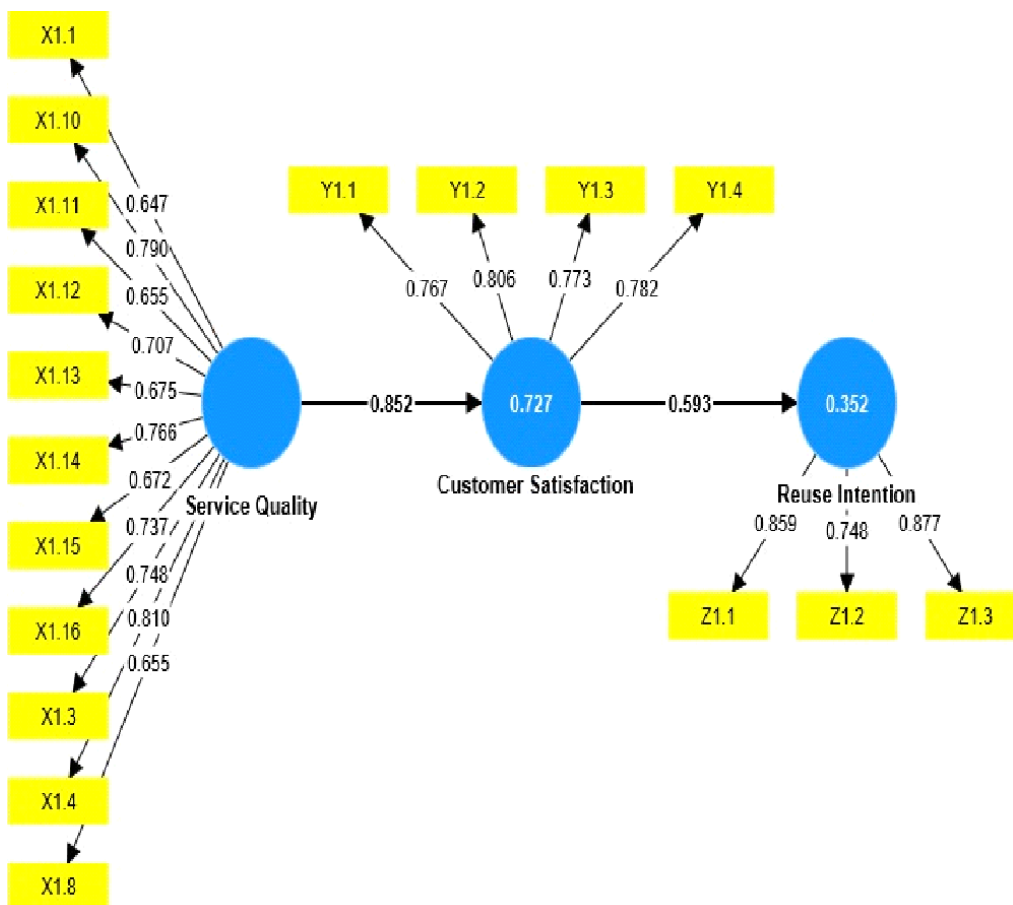 X1.1
X1.10
X1.11
X1.12
X1.13
X1.14
X1.15
X1.16
X1.3
X1.4
X1.8
0.647
0.790
0.655
0.707
0.675
0.766
0.672
0.737
0.748
0.810
0.655
Service Quality
0.852
Y1.1
Y1.2
Y1.3
Y1.4
0.767
0.806
0.773
0.782
0.727
Customer Satisfaction
0.593
0.352
Reuse Intention
0.859
0.748
0.877
Z1.1
Z1.2
Z1.3